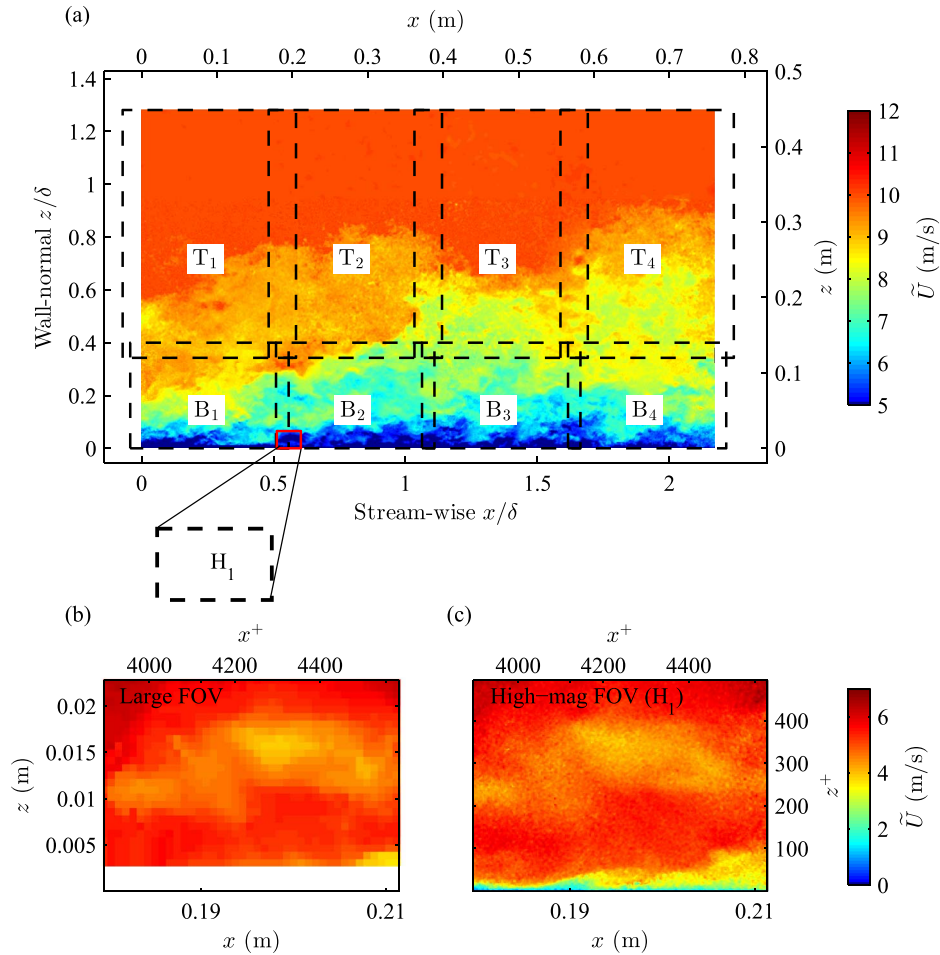 (a)
x (m)
0 0.1 0.2 0.3 0.4 0.5 0.6 0.7 0.8
1.4
1.2
1
0.8
0.6
0.4
0.2
0
Wall-normal z/δ
T₁ T₂ T₃ T₄
B₁ B₂ B₃ B₄
0.5
0.4
0.3
0.2
0.1
0
z (m)
12
11
10
9
8
7
6
5
Ũ (m/s)
0 0.5 1 1.5 2
Stream-wise x/δ
H₁
(b)
x⁺
4000 4200 4400
Large FOV
0.02
0.015
0.01
0.005
z (m)
0.19 0.21
x (m)
(c)
x⁺
4000 4200 4400
High-mag FOV (H₁)
400
300
200
100
z⁺
0.19 0.21
x (m)
6
4
2
0
Ũ (m/s)